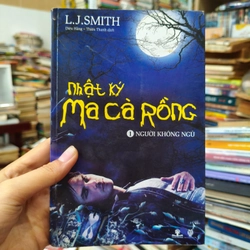 L.J.SMITH
Nhật Ký
Ma Cà Rồng
1 NGƯỜI KHÔNG NGỦ